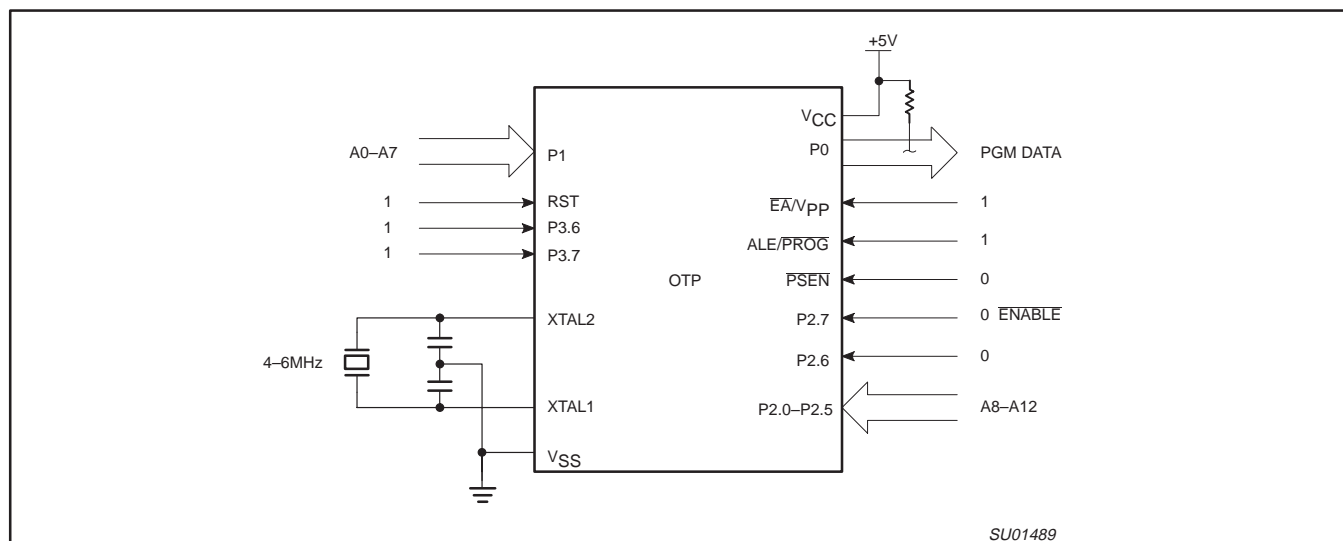 +5V
VCC
A0–A7
P1
P0
PGM DATA
1
RST
EA/VPP
1
1
P3.6
ALE/PROG
1
1
P3.7
OTP
PSEN
0
XTAL2
P2.7
0 ENABLE
4–6MHz
P2.6
0
XTAL1
P2.0–P2.5
A8–A12
VSS
SU01489